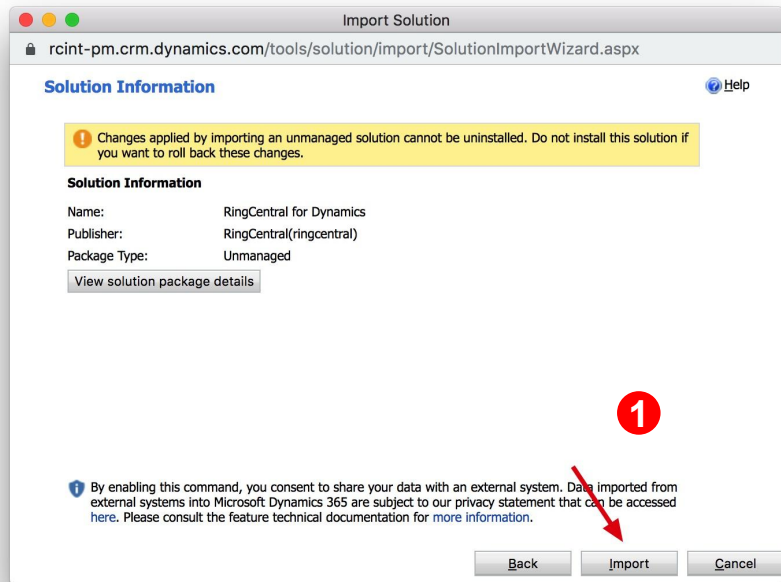 Import Solution
rcint-pm.crm.dynamics.com/tools/solution/import/SolutionImportWizard.aspx
Solution Information
Help
Changes applied by importing an unmanaged solution cannot be uninstalled. Do not install this solution if
you want to roll back these changes.
Solution Information
Name: RingCentral for Dynamics
Publisher: RingCentral(ringcentral)
Package Type: Unmanaged
View solution package details
1
By enabling this command, you consent to share your data with an external system. Data imported from
external systems into Microsoft Dynamics 365 are subject to our privacy statement that can be accessed
here. Please consult the feature technical documentation for more information.
Back Import Cancel